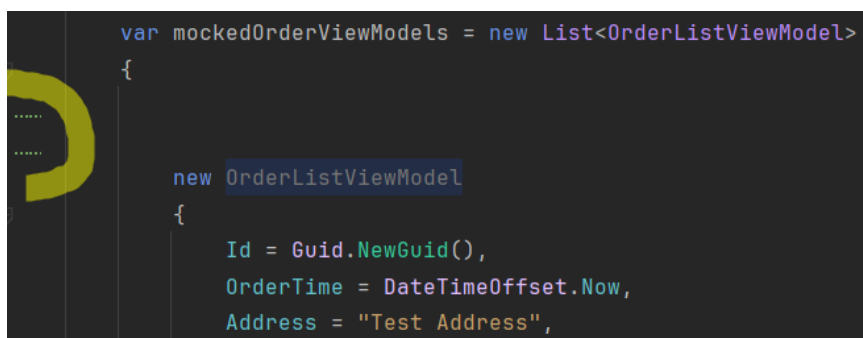 var mockedOrderViewModels = new List<OrderListViewModel>
{
new OrderListViewModel
{
Id = Guid.NewGuid(),
OrderTime = DateTimeOffset.Now,
Address = "Test Address",